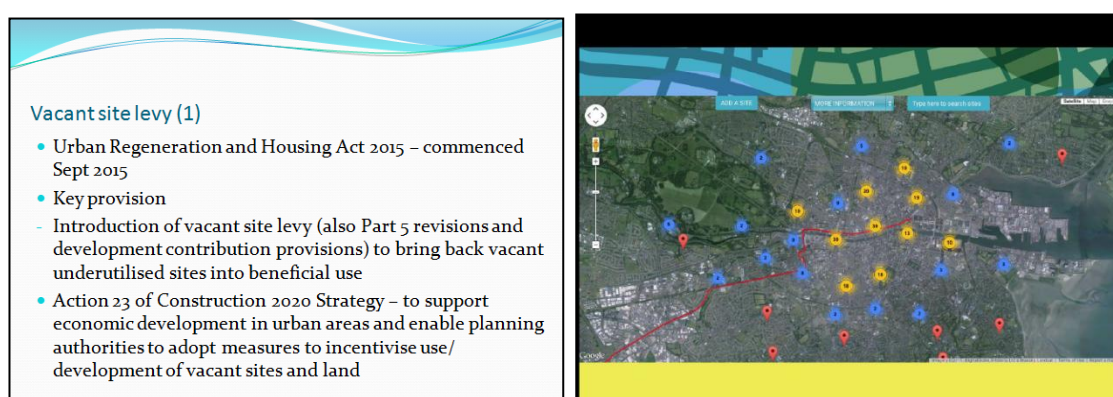 Vacant site levy (1)
• Urban Regeneration and Housing Act 2015 – commenced
Sept 2015
• Key provision
- Introduction of vacant site levy (also Part 5 revisions and
development contribution provisions) to bring back vacant
underutilised sites into beneficial use
• Action 23 of Construction 2020 Strategy – to support
economic development in urban areas and enable planning
authorities to adopt measures to incentivise use/
development of vacant sites and land
ADD A SITE
MORE INFORMATION
Type here to search sites
Satellite
Map
Google